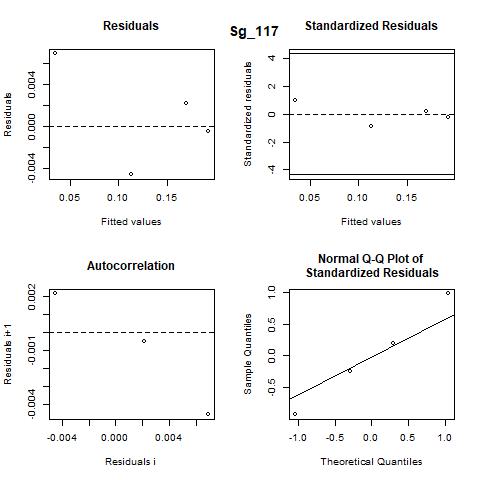 Sg_117
Residuals
Residuals
0.004
0.000
-0.004
0.05
0.15
Fitted values
Standardized Residuals
Standardized residuals
4
2
0
-2
-4
0.05
0.10
0.15
Fitted values
Autocorrelation
Residuals i+1
0.002
-0.001
-0.004
-0.004
0.000
0.004
Residuals i
Normal Q-Q Plot of
Standardized Residuals
Sample Quantiles
1.0
0.5
0.0
-0.5
-1.0
-0.5
0.0
0.5
1.0
Theoretical Quantiles